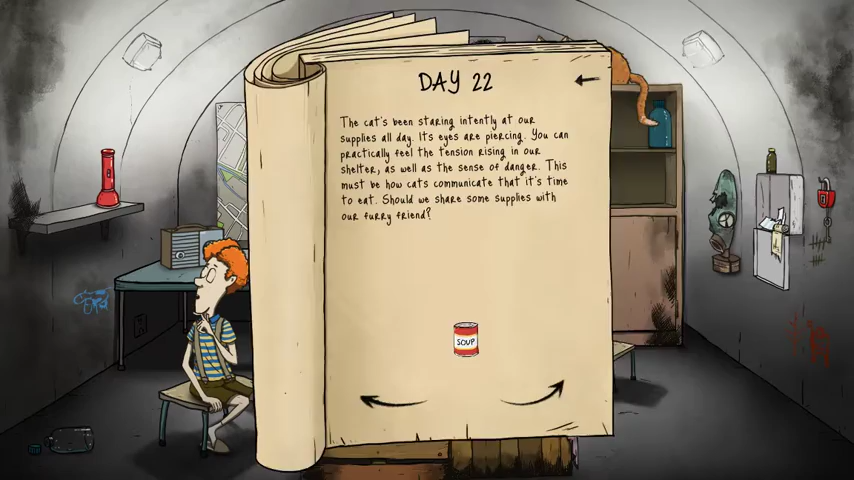 DAY 22
The cat's been staring intently at our
supplies all day. Its eyes are piercing. You can
practically feel the tension rising in our
shelter, as well as the sense of danger. This
must be how cats communicate that it's time
to eat. Should we share some supplies with
our furry friend?
SOUP